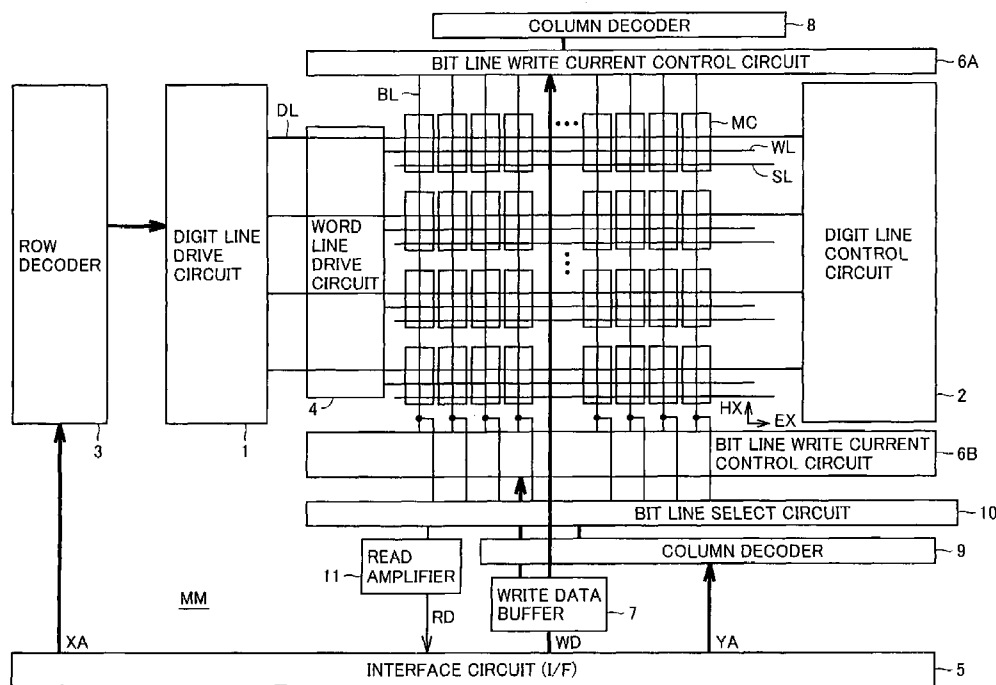 COLUMN DECODER
8
BIT LINE WRITE CURRENT CONTROL CIRCUIT
6A
BL
DL
MC
WL
SL
ROW
DECODER
DIGIT LINE
DRIVE
CIRCUIT
WORD
LINE
DRIVE CIRCUIT
DIGIT LINE
CONTROL
CIRCUIT
4
HX
EX
2
3
1
BIT LINE WRITE CURRENT
CONTROL CIRCUIT
6B
BIT LINE SELECT CIRCUIT
10
READ
AMPLIFIER
11
COLUMN DECODER
9
WRITE DATA
BUFFER
7
MM
XA
RD
WD
YA
INTERFACE CIRCUIT (I/F)
5